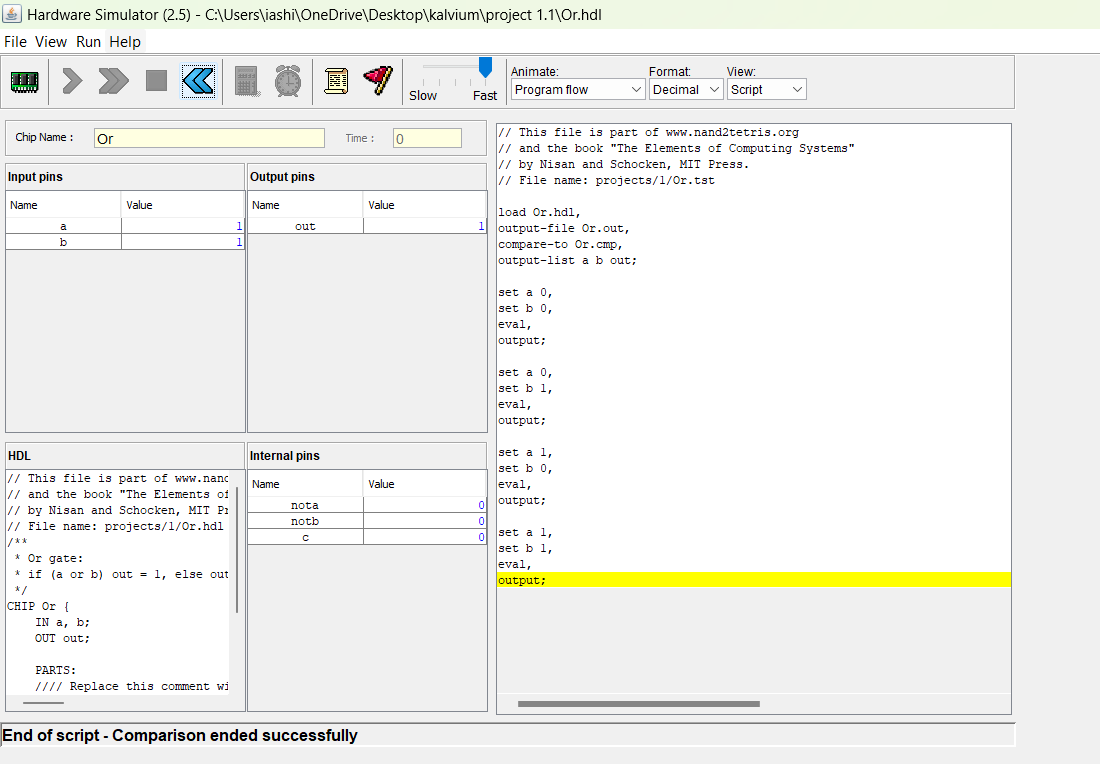 Hardware Simulator (2.5) - C:\Users\iashi\OneDrive\Desktop\kalvium\project 1.1\Or.hdl
File View Run Help
Slow Fast
Animate: Format: View:
Program flow Decimal Script
Chip Name : Or Time : 0
Input pins
Name Value
a 1
b 1
Output pins
Name Value
out 1
HDL
// This file is part of www.nand
// and the book "The Elements of
// by Nisan and Schocken, MIT Pr
// File name: projects/1/Or.hdl
/**
* Or gate:
* if (a or b) out = 1, else out
*/
CHIP Or {
IN a, b;
OUT out;
PARTS:
//// Replace this comment wi
Internal pins
Name Value
nota 0
notb 0
c 0
// This file is part of www.nand2tetris.org
// and the book "The Elements of Computing Systems"
// by Nisan and Schocken, MIT Press.
// File name: projects/1/Or.tst
load Or.hdl,
output-file Or.out,
compare-to Or.cmp,
output-list a b out;
set a 0,
set b 0,
eval,
output;
set a 0,
set b 1,
eval,
output;
set a 1,
set b 0,
eval,
output;
set a 1,
set b 1,
eval,
output;
End of script - Comparison ended successfully